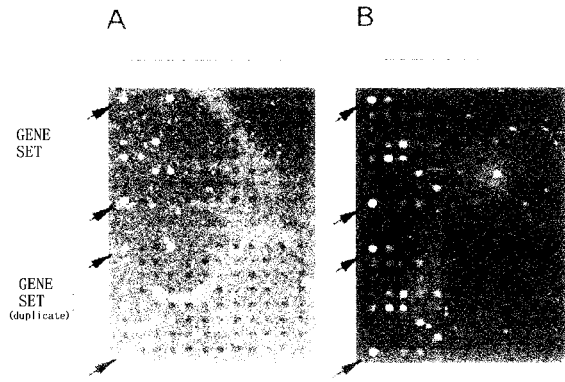 A
B
GENE
SET
GENE
SET
(duplicate)